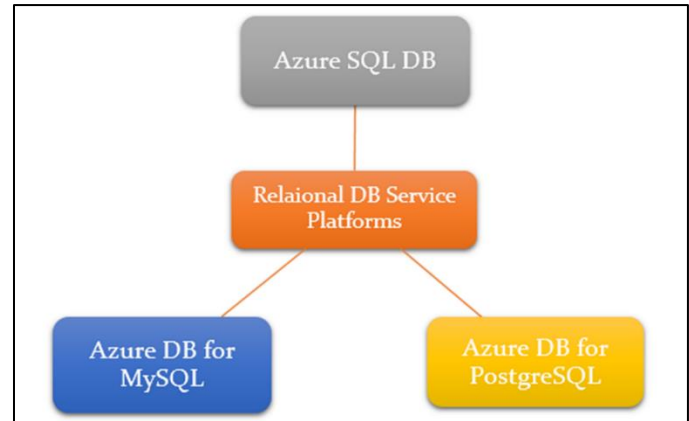 Azure SQL DB
Relaional DB Service
Platforms
Azure DB for
MySQL
Azure DB for
PostgreSQL